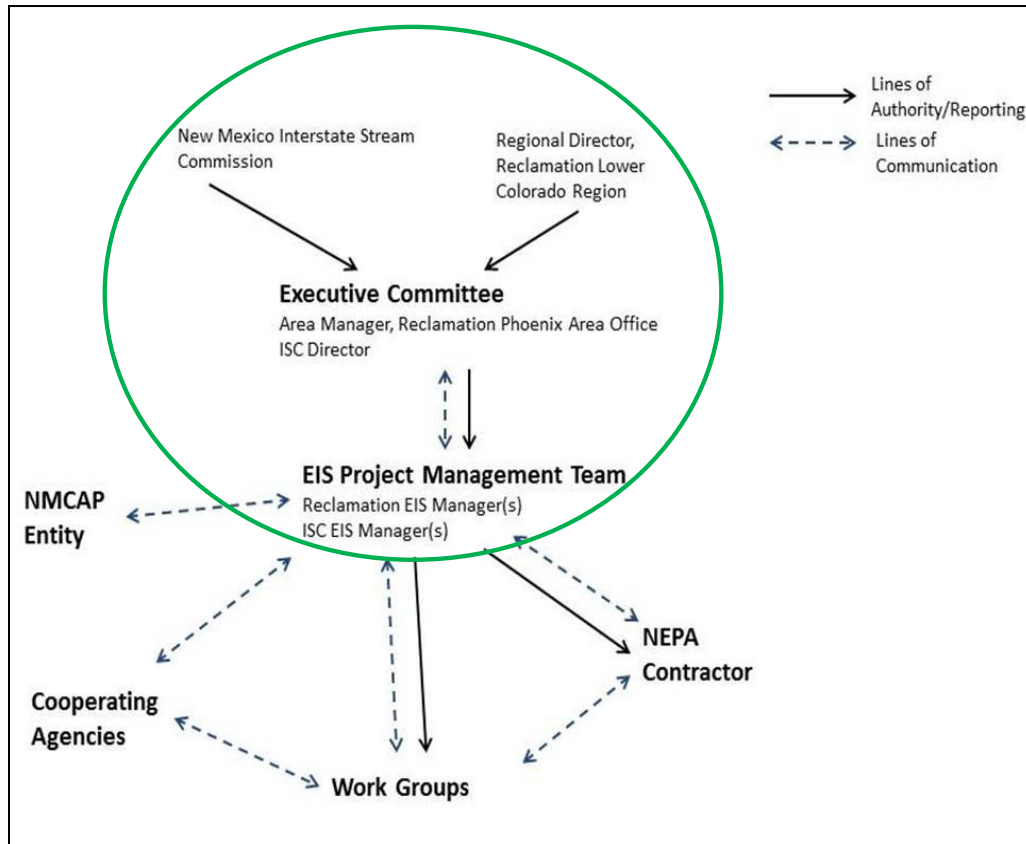 Lines of
Authority/Reporting
Lines of
Communication
New Mexico Interstate Stream
Commission
Regional Director,
Reclamation Lower
Colorado Region
Executive Committee
Area Manager, Reclamation Phoenix Area Office
ISC Director
EIS Project Management Team
Reclamation EIS Manager(s)
ISC EIS Manager(s)
NMCAP
Entity
NEPA
Contractor
Cooperating
Agencies
Work Groups